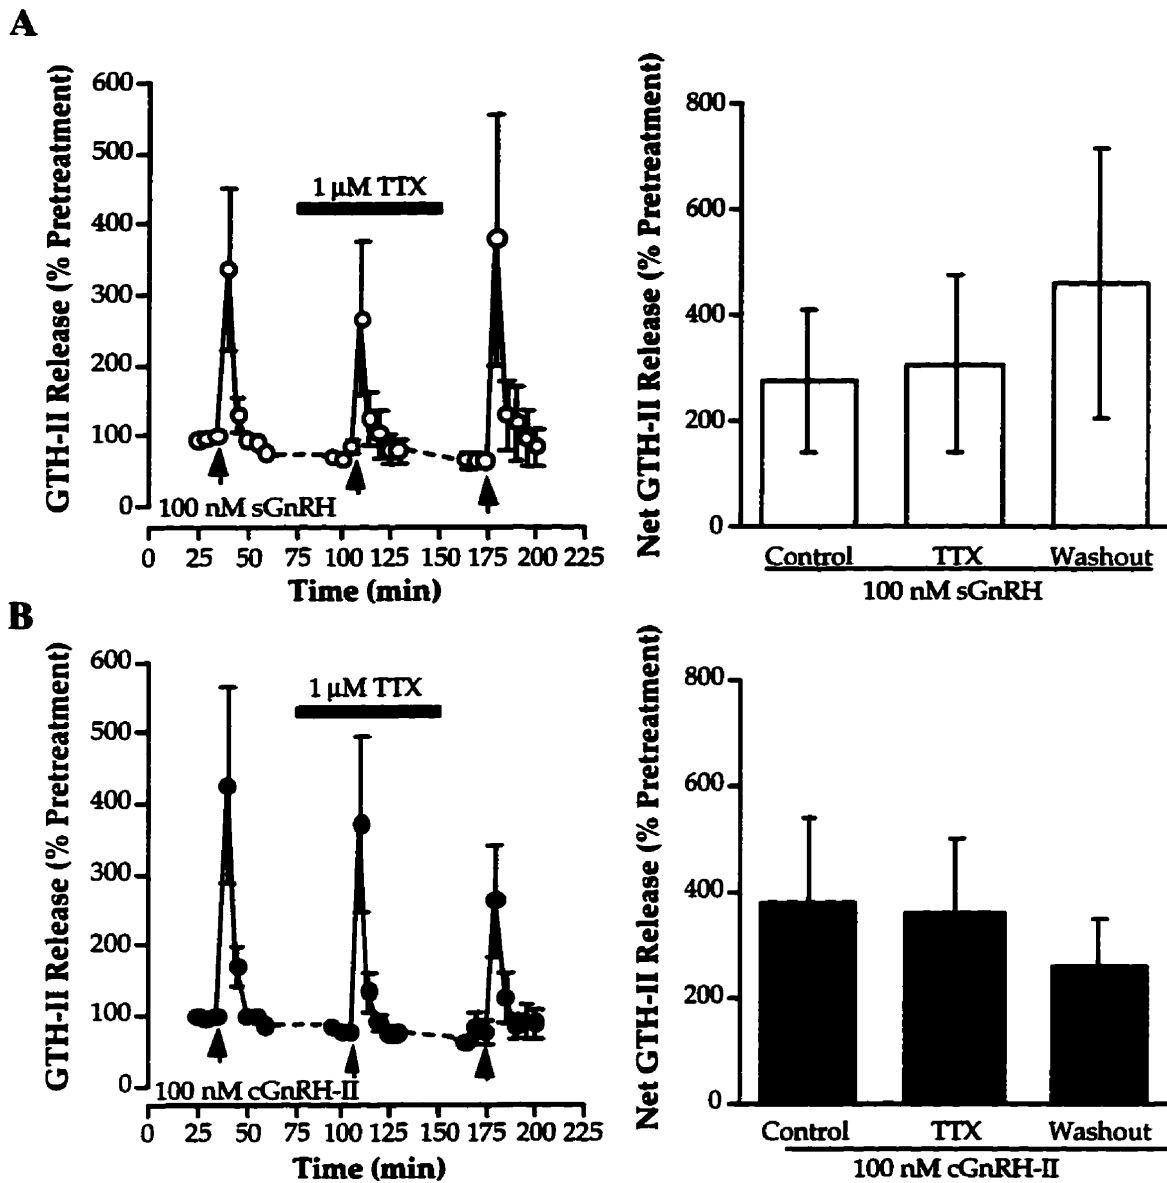 A
GTH-II Release (% Pretreatment)
600
500
400
300
200
100
0
1 μM TTX
100 nM sGnRH
0 25 50 75 100 125 150 175 200 225
Time (min)
Net GTH-II Release (% Pretreatment)
800
600
400
200
0
Control TTX Washout
100 nM sGnRH
B
GTH-II Release (% Pretreatment)
600
500
400
300
200
100
0
1 μM TTX
100 nM cGnRH-II
0 25 50 75 100 125 150 175 200 225
Time (min)
Net GTH-II Release (% Pretreatment)
800
600
400
200
0
Control TTX Washout
100 nM cGnRH-II